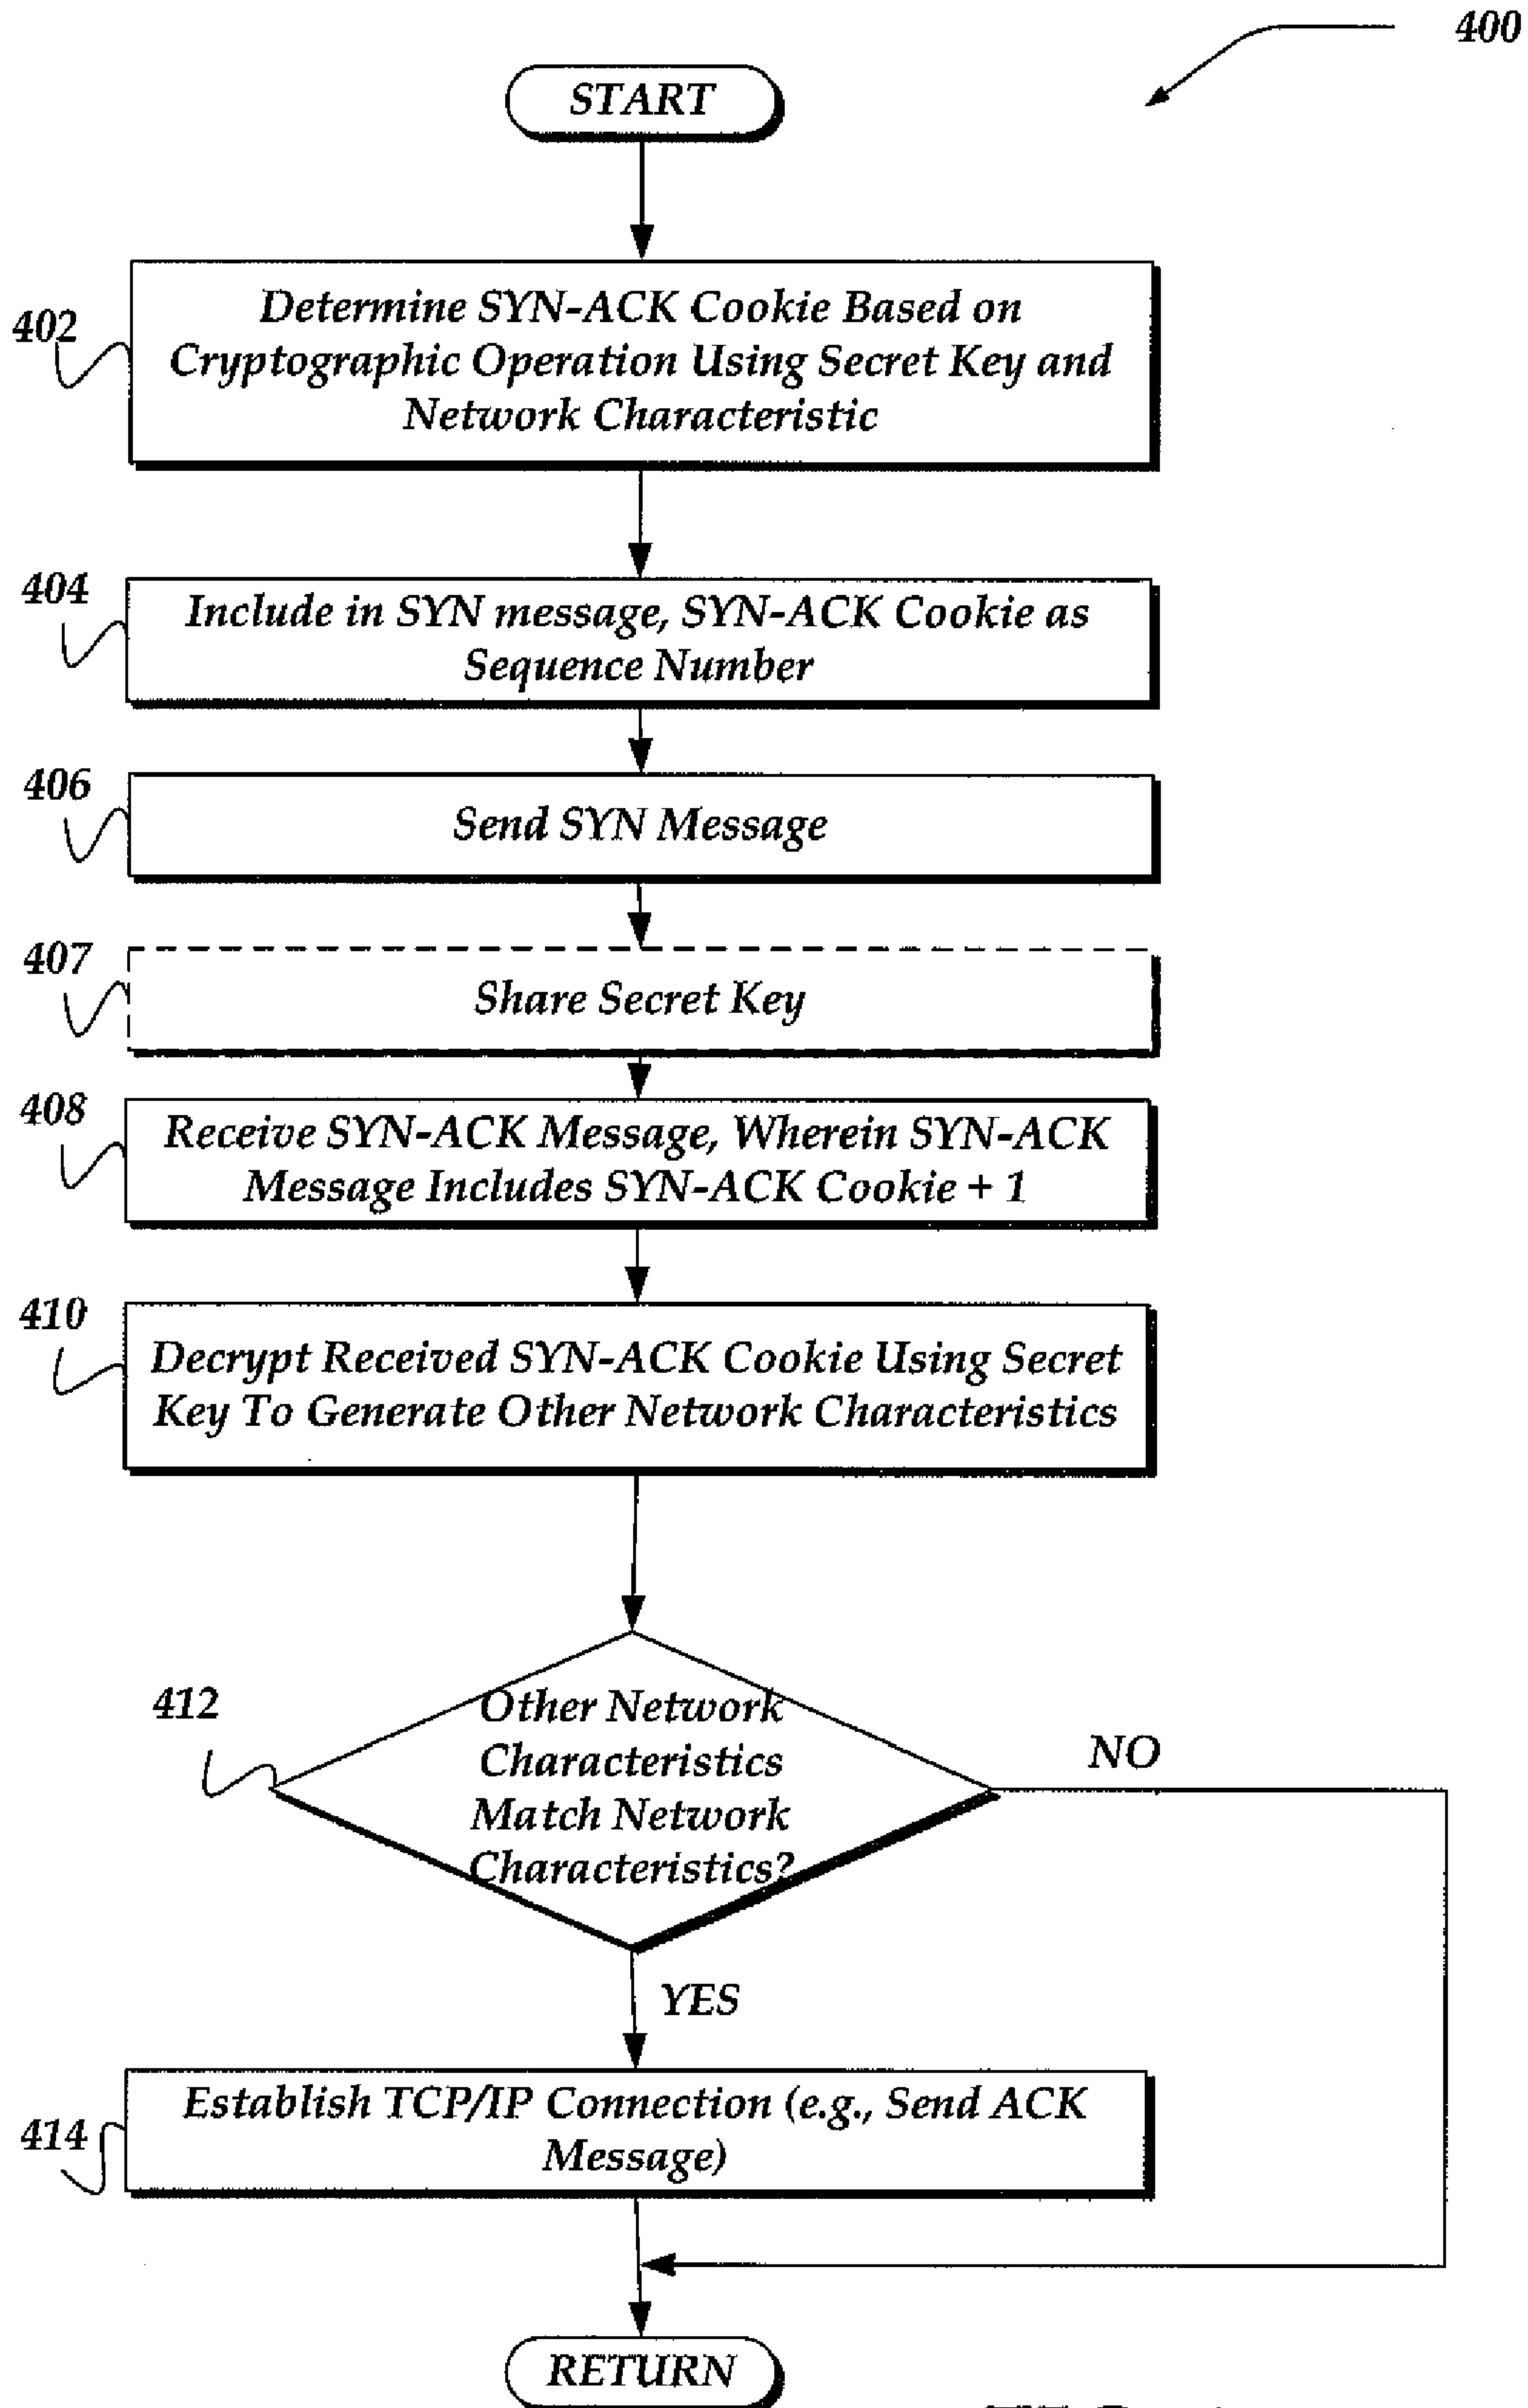 400
START
402
Determine SYN-ACK Cookie Based on
Cryptographic Operation Using Secret Key and
Network Characteristic
404
Include in SYN message, SYN-ACK Cookie as
Sequence Number
406
Send SYN Message
407
Share Secret Key
408
Receive SYN-ACK Message, Wherein SYN-ACK
Message Includes SYN-ACK Cookie + 1
410
Decrypt Received SYN-ACK Cookie Using Secret
Key To Generate Other Network Characteristics
412
Other Network
Characteristics
Match Network
Characteristics?
NO
YES
414
Establish TCP/IP Connection (e.g., Send ACK
Message)
RETURN